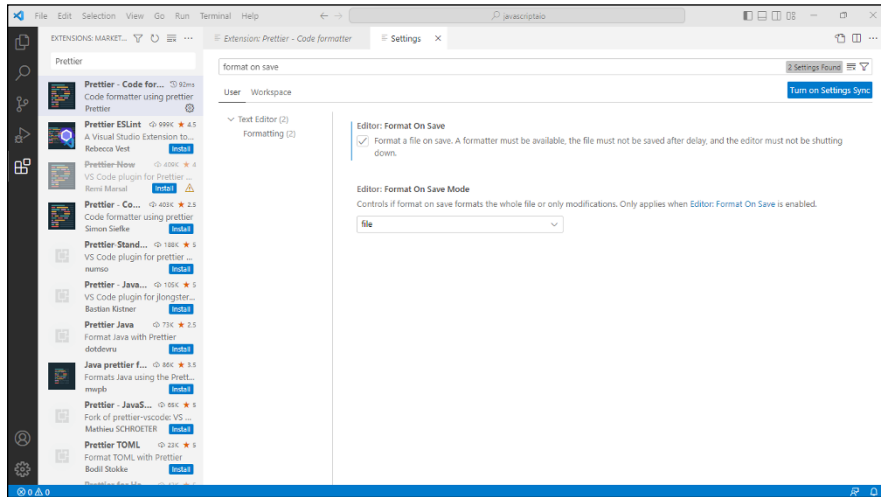 File Edit Selection View Go Run Terminal Help
javascriptaio
EXTENSIONS: MARKET...
Prettier
Prettier - Code for... 92ms
Code formatter using prettier
Prettier
Prettier ESLint 999K ★ 4.5
A Visual Studio Extension to...
Rebecca Vest Install
Prettier Now 409K ★ 4
VS Code plugin for Prettier ...
Remi Marsal Install
Prettier - Co... 403K ★ 2.5
Code formatter using prettier
Simon Siefke Install
Prettier-Stand... 188K ★ 5
VS Code plugin for prettier ...
numso Install
Prettier - Java... 105K ★ 5
VS Code plugin for jlongster...
Bastian Kistner Install
Prettier Java 73K ★ 2.5
Format Java with Prettier
dotdevru Install
Java prettier f... 86K ★ 3.5
Formats Java using the Prett...
mwpb Install
Prettier - JavaS... 66K ★ 5
Fork of prettier-vscode: VS ...
Mathieu SCHROETER Install
Prettier TOML 23K ★ 5
Format TOML with Prettier
Bodil Stokke Install
Extension: Prettier - Code formatter
Settings
format on save
2 Settings Found
User Workspace
Turn on Settings Sync
Text Editor (2)
Formatting (2)
Editor: Format On Save
Format a file on save. A formatter must be available, the file must not be saved after delay, and the editor must not be shutting
down.
Editor: Format On Save Mode
Controls if format on save formats the whole file or only modifications. Only applies when Editor: Format On Save is enabled.
file
0 0